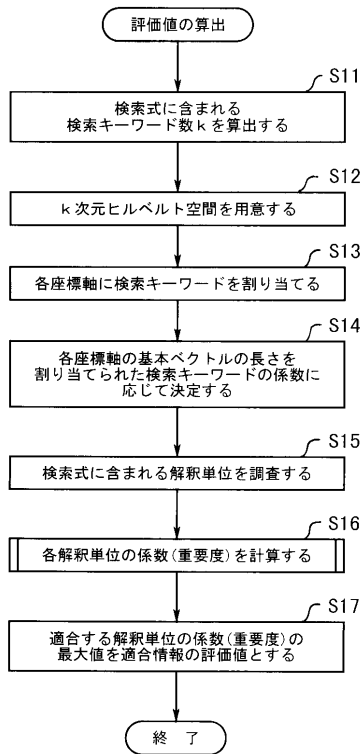 評価値の算出
S11
検索式に含まれる
検索キーワード数kを算出する
S12
k次元ヒルベルト空間を用意する
S13
各座標軸に検索キーワードを割り当てる
S14
各座標軸の基本ベクトルの長さを
割り当てられた検索キーワードの係数に
応じて決定する
S15
検索式に含まれる解釈単位を調査する
S16
各解釈単位の係数(重要度)を計算する
S17
適合する解釈単位の係数(重要度)の
最大値を適合情報の評価値とする
終 了